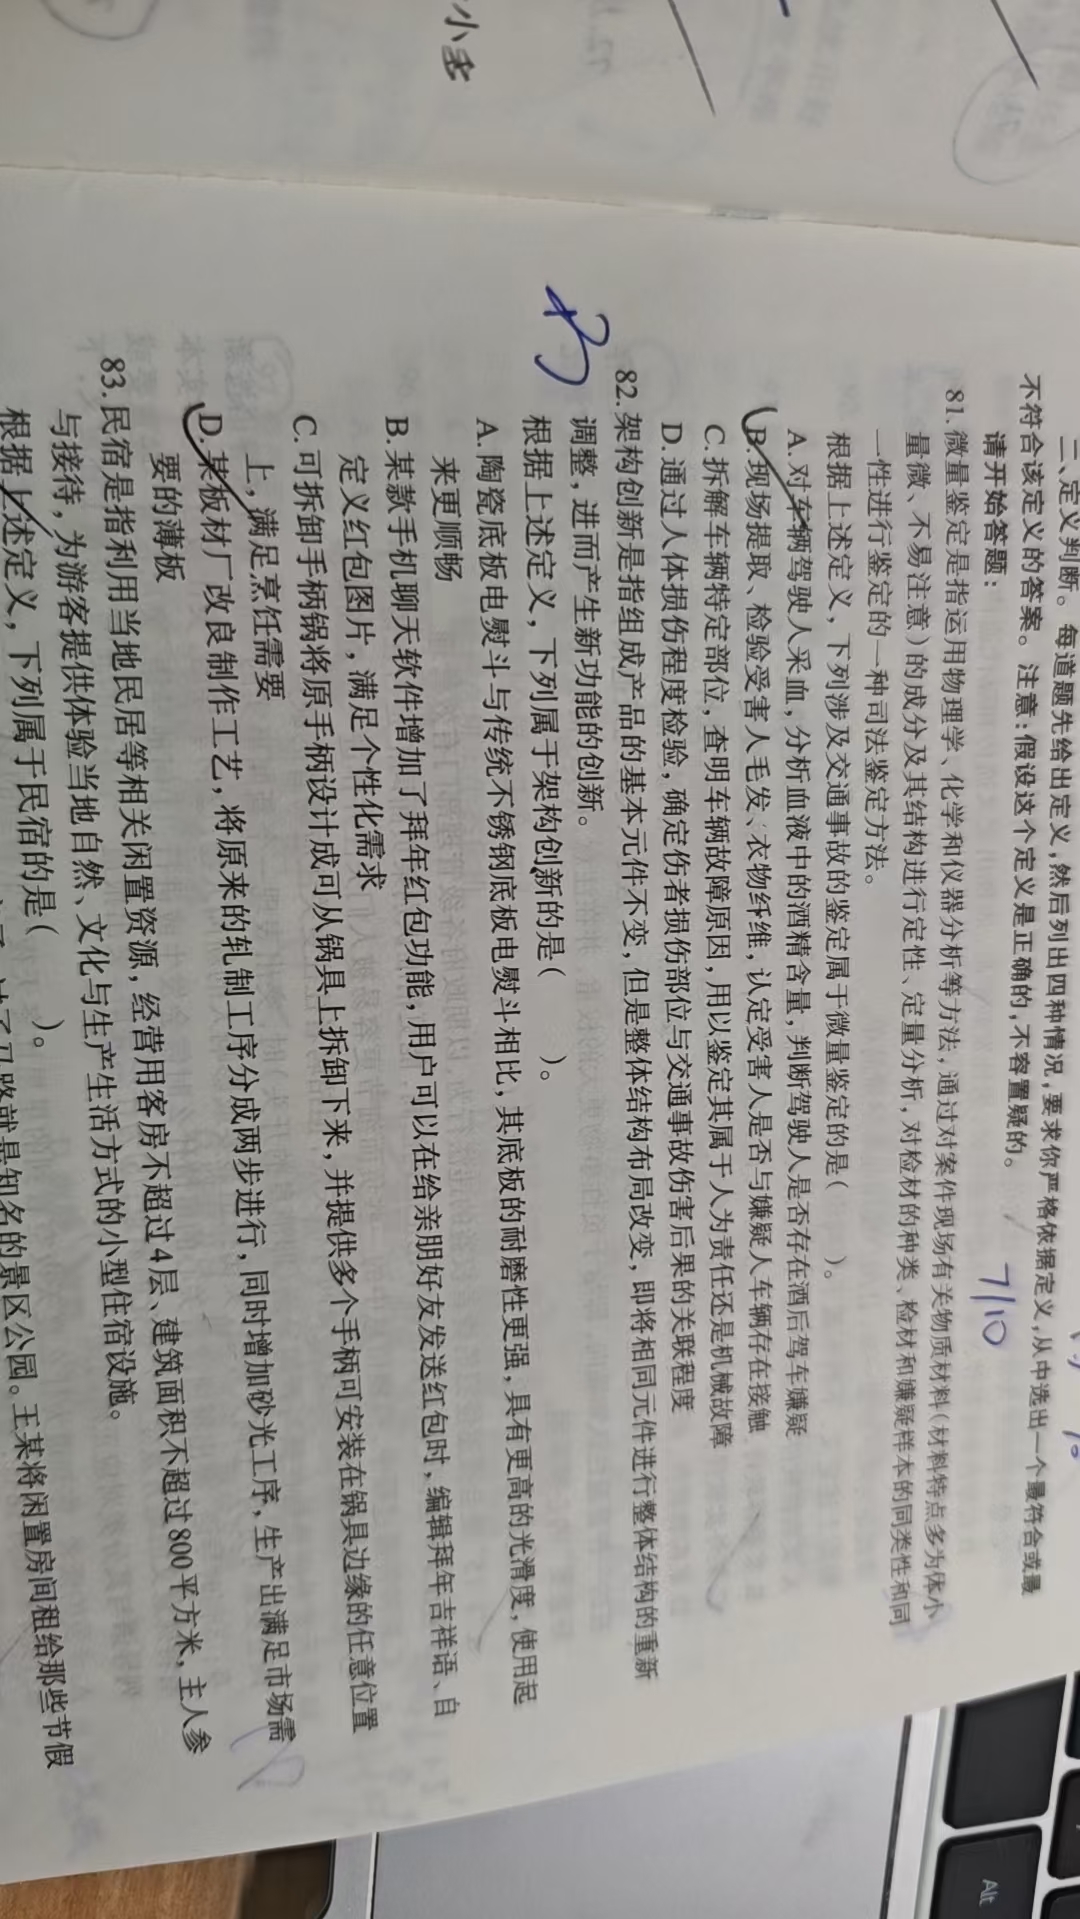 二、定义判断。每道题先给出定义,然后列出四种情况,要求你严格依据定义,从中选出一个最符合或最
不符合该定义的答案。注意:假设这个定义是正确的,不容置疑的。
请开始答题:
7/10
81. 微量鉴定是指运用物理学、化学和仪器分析等方法,通过对案件现场有关物质材料(材料特点多为体小
量微、不易注意)的成分及其结构进行定性、定量分析,对检材的种类、检材和嫌疑样本的同类性和同
一性进行鉴定的一种司法鉴定方法。
根据上述定义,下列涉及交通事故的鉴定属于微量鉴定的是( )。
A. 对车辆驾驶人采血,分析血液中的酒精含量,判断驾驶人是否存在酒后驾车嫌疑
B. 现场提取、检验受害人毛发、衣物纤维,认定受害人是否与嫌疑人车辆存在接触
C. 拆解车辆特定部位,查明车辆故障原因,用以鉴定其属于人为责任还是机械故障
D. 通过人体损伤程度检验,确定伤者损伤部位与交通事故伤害后果的关联程度
82. 架构创新是指组成产品的基本元件不变,但是整体结构布局改变,即将相同元件进行整体结构的重新
调整,进而产生新功能的创新。
根据上述定义,下列属于架构创新的是( )。
A. 陶瓷底板电熨斗与传统不锈钢底板电熨斗相比,其底板的耐磨性更强,具有更高的光滑度,使用起
来更顺畅
B. 某款手机聊天软件增加了拜年红包功能,用户可以在给亲朋好友发送红包时,编辑拜年吉祥语、自
定义红包图片,满足个性化需求
C. 可拆卸手柄锅将原手柄设计成可从锅具上拆卸下来,并提供多个手柄可安装在锅具边缘的任意位置
上,满足烹饪需要
D. 某板材厂改良制作工艺,将原来的轧制工序分成两步进行,同时增加砂光工序,生产出满足市场需
要的薄板
83. 民宿是指利用当地民居等相关闲置资源,经营用客房不超过4层、建筑面积不超过800平方米,主人参
与接待,为游客提供体验当地自然、文化与生产生活方式的小型住宿设施。
根据上述定义,下列属于民宿的是( )。
就是知名的景区公园。王某将闲置房间租给那些节假
Alt